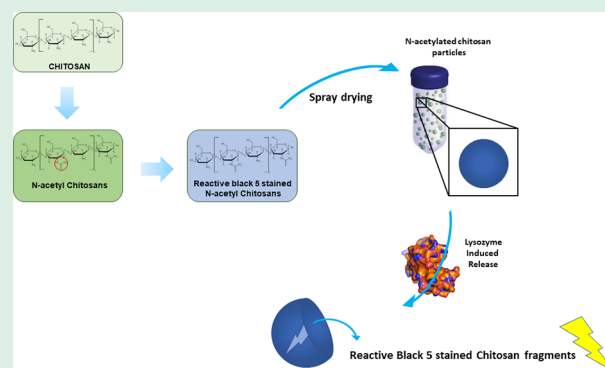 CHITOSAN
N-acetyl Chitosans
Reactive black 5 stained
N-acetyl Chitosans
Spray drying
N-acetylated chitosan
particles
Lysozyme
Induced
Release
Reactive Black 5 stained Chitosan fragments